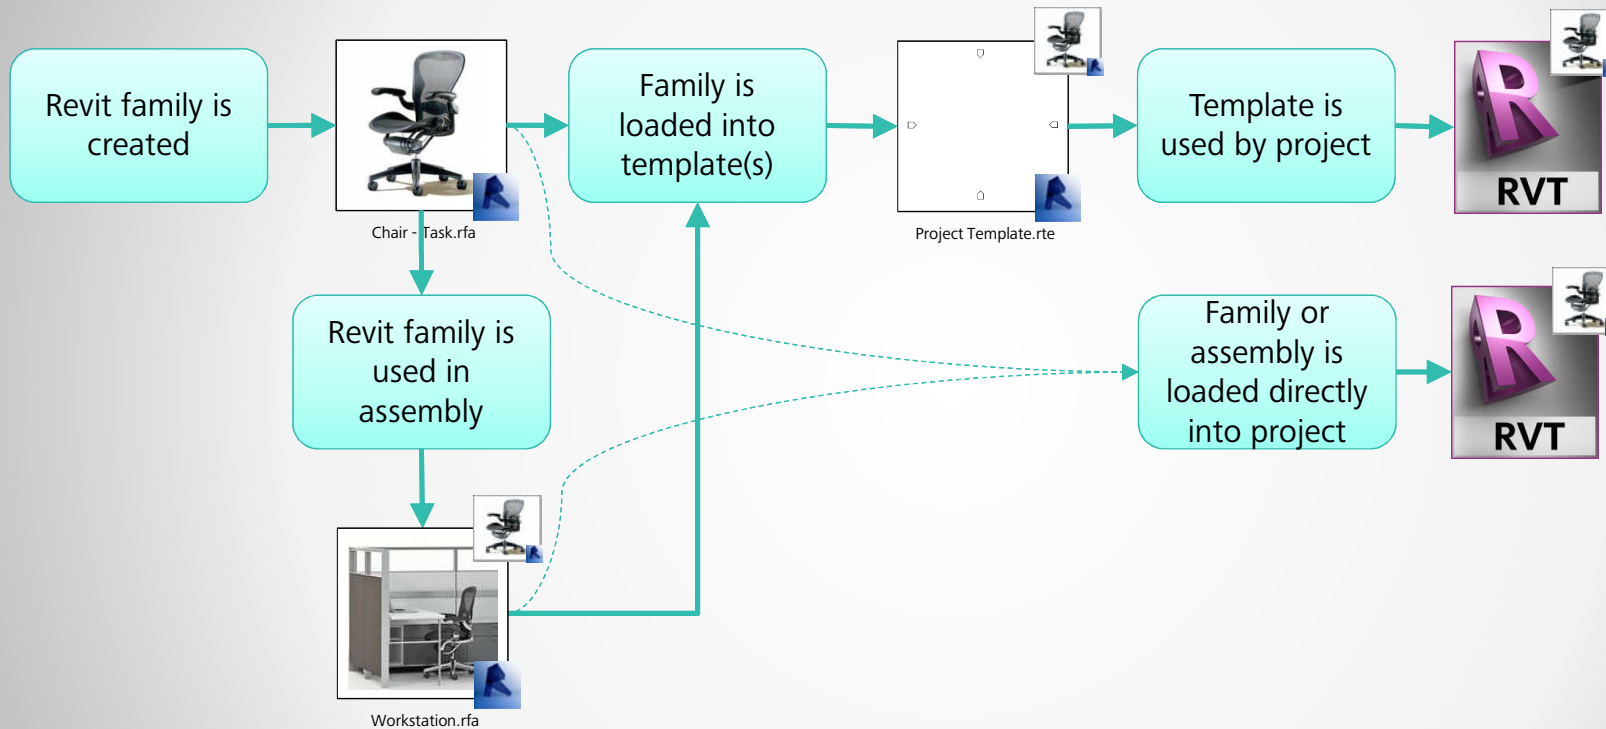 Revit family is
created
Chair - Task.rfa
Family is
loaded into
template(s)
Project Template.rte
Template is
used by project
RVT
Revit family is
used in
assembly
Family or
assembly is
loaded directly
into project
RVT
Workstation.rfa